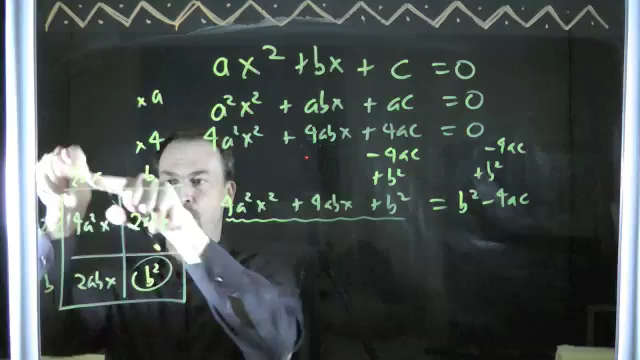 ax² + bx + c = 0
×a a²x² + abx + ac = 0
×4 4a²x² + 4abx + 4ac = 0
-4ac -4ac
+b² +b²
4a²x² + 4abx + b² = b² - 4ac
b
4a²x²
b 2abx b²